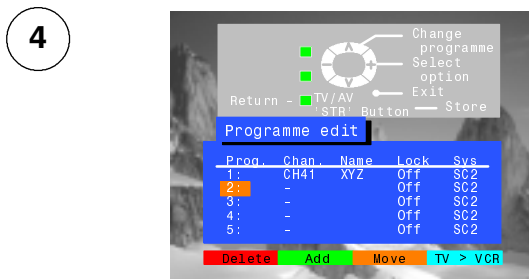 4
Change
programme
Select
option
Exit
Return - TV/AV
'STR' Button — Store
Programme edit
Prog. Chan. Name Lock Sys
1: CH41 XYZ Off SC2
2: - Off SC2
3: - Off SC2
4: - Off SC2
5: - Off SC2
Delete Add Move TV > VCR